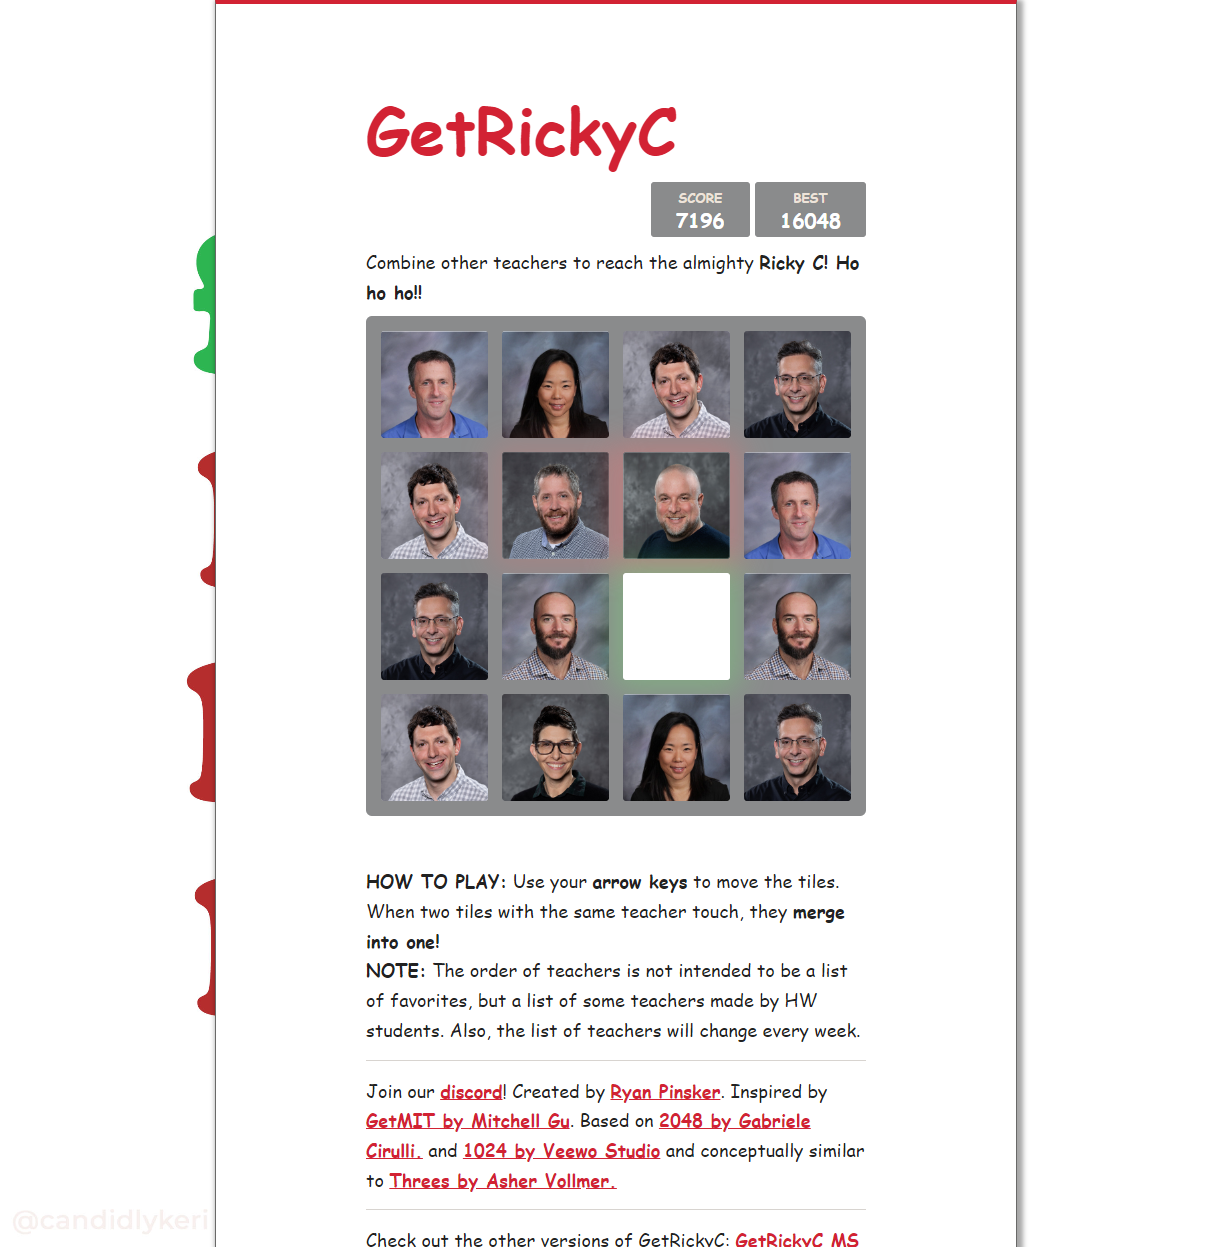 GetRickyC
SCORE
7196
BEST
16048
Combine other teachers to reach the almighty Ricky C! Ho
ho ho!!
HOW TO PLAY: Use your arrow keys to move the tiles.
When two tiles with the same teacher touch, they merge
into one!
NOTE: The order of teachers is not intended to be a list
of favorites, but a list of some teachers made by HW
students. Also, the list of teachers will change every week.
Join our discord! Created by Ryan Pinsker. Inspired by
GetMIT by Mitchell Gu. Based on 2048 by Gabriele
Cirulli. and 1024 by Veewo Studio and conceptually similar
to Threes by Asher Vollmer.
Check out the other versions of GetRickyC: GetRickyC MS
@candidlykeri